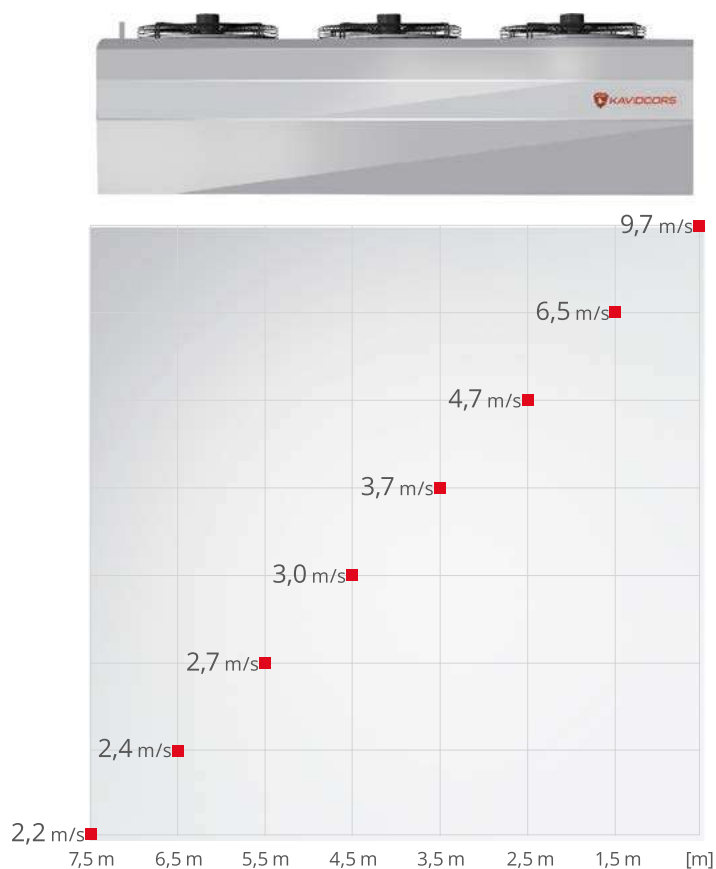 KAVIDCORS
9,7 m/s
6,5 m/s
4,7 m/s
3,7 m/s
3,0 m/s
2,7 m/s
2,4 m/s
2,2 m/s
7,5 m 6,5 m 5,5 m 4,5 m 3,5 m 2,5 m 1,5 m [m]